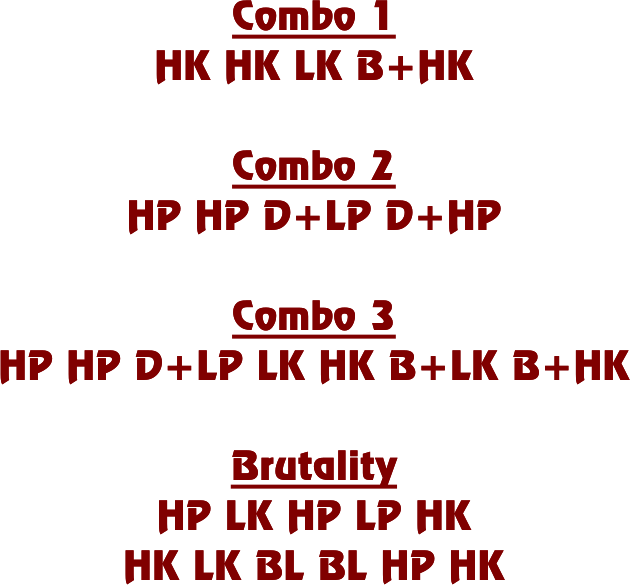 Combo 1
HK HK LK B+HK
Combo 2
HP HP D+LP D+HP
Combo 3
HP HP D+LP LK HK B+LK B+HK
Brutality
HP LK HP LP HK
HK LK BL BL HP HK